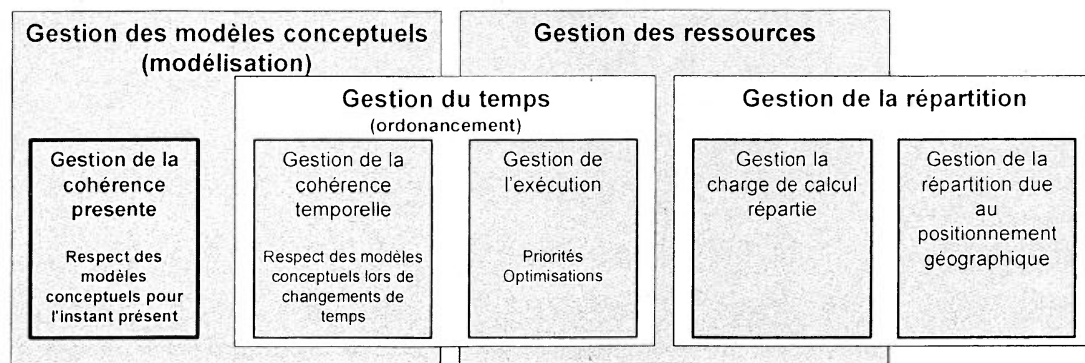 Gestion des modèles conceptuels
(modélisation)
Gestion des ressources
Gestion du temps
(ordonancement)
Gestion de la répartition
Gestion de la
cohérence
presente
Respect des
modèles
conceptuels pour
l'instant présent
Gestion de la
cohérence
temporelle
Respect des modèles
conceptuels lors de
changements de
temps
Gestion de
l'exécution
Priorités
Optimisations
Gestion la
charge de calcul
répartie
Gestion de la
répartition due
au
positionnement
géographique